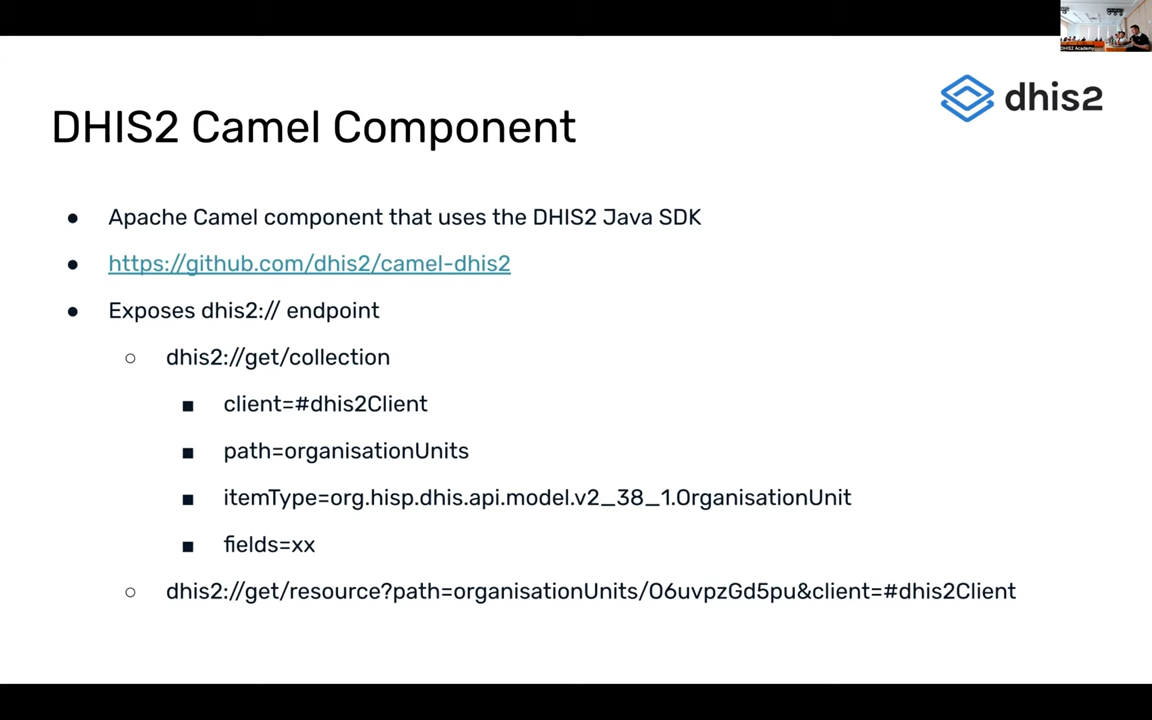 dhis2
DHIS2 Camel Component
● Apache Camel component that uses the DHIS2 Java SDK
● https://github.com/dhis2/camel-dhis2
● Exposes dhis2:// endpoint
○ dhis2://get/collection
■ client=#dhis2Client
■ path=organisationUnits
■ itemType=org.hisp.dhis.api.model.v2_38_1.OrganisationUnit
■ fields=xx
○ dhis2://get/resource?path=organisationUnits/O6uvpzGd5pu&client=#dhis2Client
DHIS2 Academy